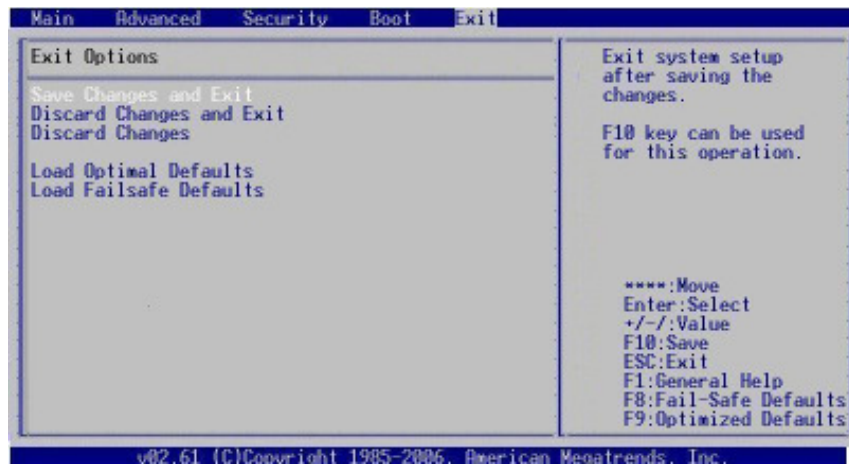 Main Advanced Security Boot Exit
Exit Options
Save Changes and Exit
Discard Changes and Exit
Discard Changes
Load Optimal Defaults
Load Failsafe Defaults
Exit system setup
after saving the
changes.
F10 key can be used
for this operation.
****:Move
Enter:Select
+/-/:Value
F10:Save
ESC:Exit
F1:General Help
F8:Fail-Safe Defaults
F9:Optimized Defaults
v02.61 (C)Copyright 1985-2006, American Megatrends, Inc.